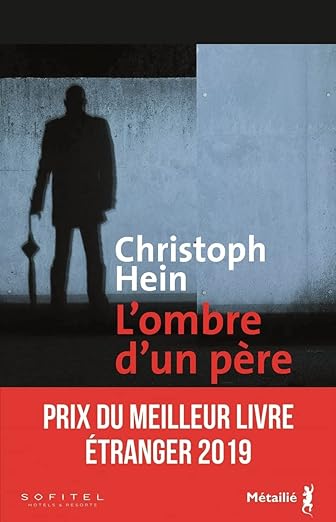 Christoph
Hein
L'ombre
d'un père
PRIX DU MEILLEUR LIVRE
ÉTRANGER 2019
SOFITEL
HOTELS & RESORTS
Métailié